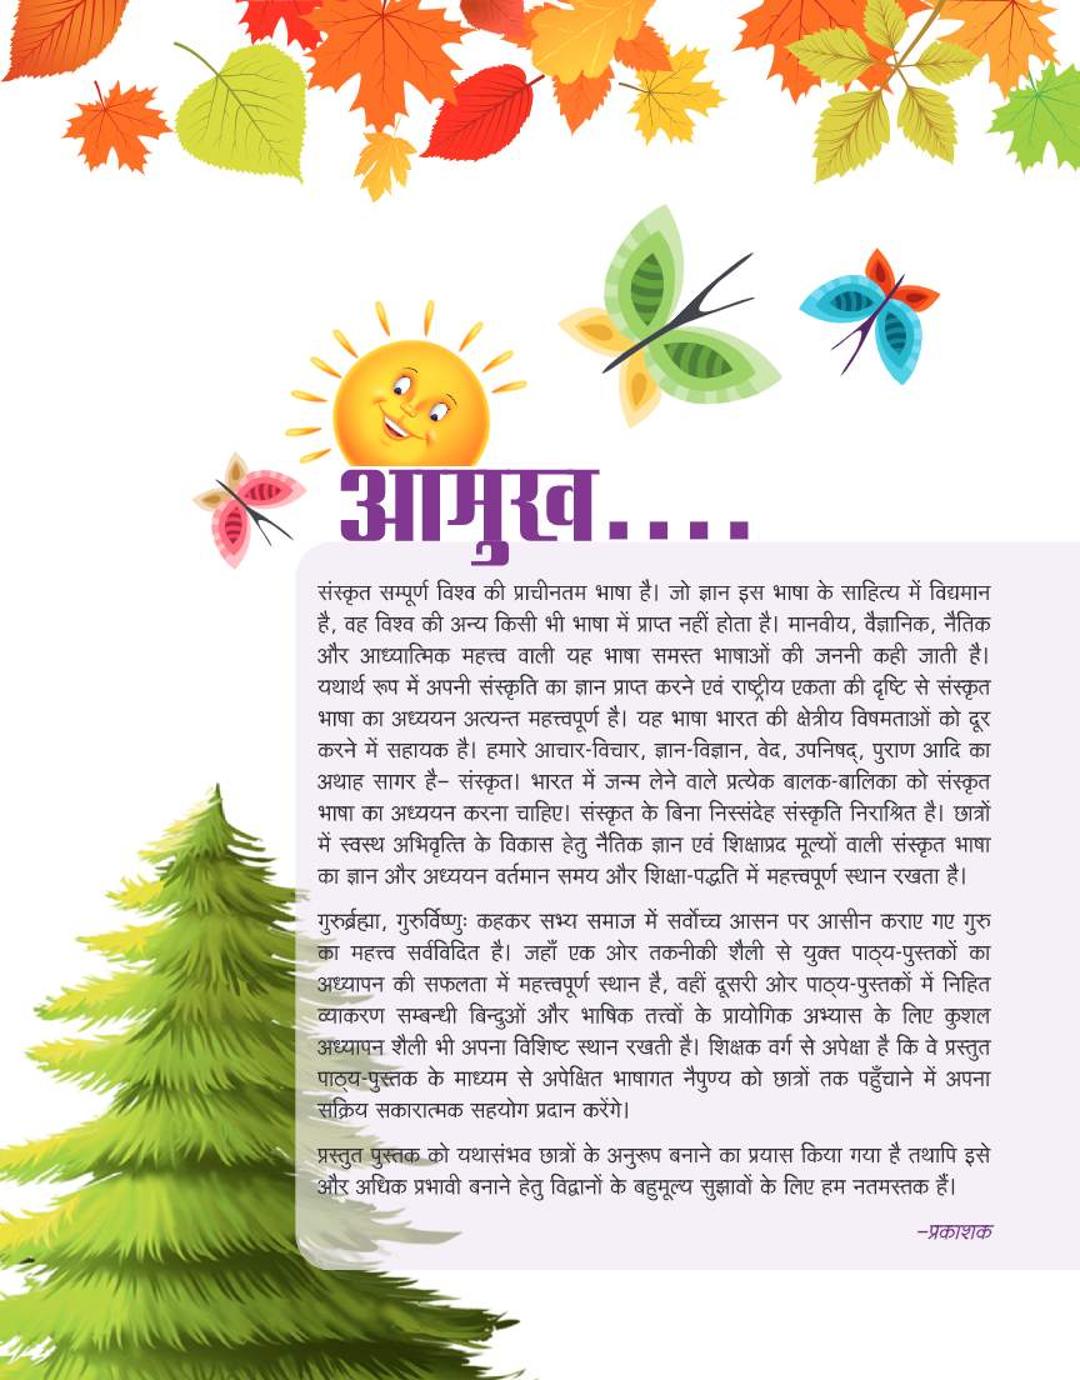 आमुख....
संस्कृत सम्पूर्ण विश्व की प्राचीनतम भाषा है। जो ज्ञान इस भाषा के साहित्य में विद्यमान
है, वह विश्व की अन्य किसी भी भाषा में प्राप्त नहीं होता है। मानवीय, वैज्ञानिक, नैतिक
और आध्यात्मिक महत्त्व वाली यह भाषा समस्त भाषाओं की जननी कही जाती है।
यथार्थ रूप में अपनी संस्कृति का ज्ञान प्राप्त करने एवं राष्ट्रीय एकता की दृष्टि से संस्कृत
भाषा का अध्ययन अत्यन्त महत्त्वपूर्ण है। यह भाषा भारत की क्षेत्रीय विषमताओं को दूर
करने में सहायक है। हमारे आचार-विचार, ज्ञान-विज्ञान, वेद, उपनिषद्, पुराण आदि का
अथाह सागर है– संस्कृत। भारत में जन्म लेने वाले प्रत्येक बालक-बालिका को संस्कृत
भाषा का अध्ययन करना चाहिए। संस्कृत के बिना निस्संदेह संस्कृति निराश्रित है। छात्रों
में स्वस्थ अभिवृत्ति के विकास हेतु नैतिक ज्ञान एवं शिक्षाप्रद मूल्यों वाली संस्कृत भाषा
का ज्ञान और अध्ययन वर्तमान समय और शिक्षा-पद्धति में महत्त्वपूर्ण स्थान रखता है।
गुरुर्ब्रह्मा, गुरुर्विष्णुः कहकर सभ्य समाज में सर्वोच्च आसन पर आसीन कराए गए गुरु
का महत्त्व सर्वविदित है। जहाँ एक ओर तकनीकी शैली से युक्त पाठ्य-पुस्तकों का
अध्यापन की सफलता में महत्त्वपूर्ण स्थान है, वहीं दूसरी ओर पाठ्य-पुस्तकों में निहित
व्याकरण सम्बन्धी बिन्दुओं और भाषिक तत्त्वों के प्रायोगिक अभ्यास के लिए कुशल
अध्यापन शैली भी अपना विशिष्ट स्थान रखती है। शिक्षक वर्ग से अपेक्षा है कि वे प्रस्तुत
पाठ्य-पुस्तक के माध्यम से अपेक्षित भाषागत नैपुण्य को छात्रों तक पहुँचाने में अपना
सक्रिय सकारात्मक सहयोग प्रदान करेंगे।
प्रस्तुत पुस्तक को यथासंभव छात्रों के अनुरूप बनाने का प्रयास किया गया है तथापि इसे
और अधिक प्रभावी बनाने हेतु विद्वानों के बहुमूल्य सुझावों के लिए हम नतमस्तक हैं।
–प्रकाशक